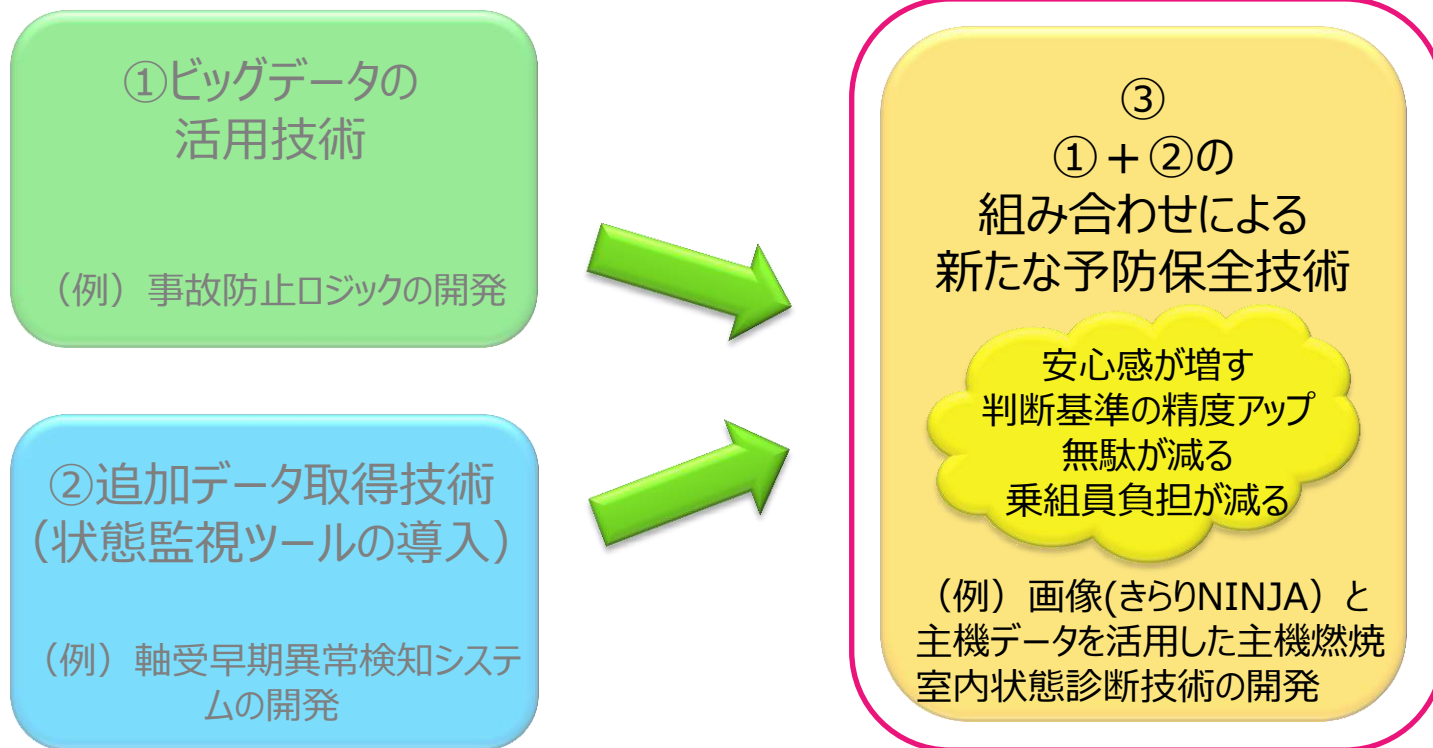 ①ビッグデータの
活用技術
（例）事故防止ロジックの開発
②追加データ取得技術
（状態監視ツールの導入）
（例）軸受早期異常検知システ
ムの開発
③
①＋②の
組み合わせによる
新たな予防保全技術
安心感が増す
判断基準の精度アップ
無駄が減る
乗組員負担が減る
（例）画像(きらりNINJA）と
主機データを活用した主機燃焼
室内状態診断技術の開発